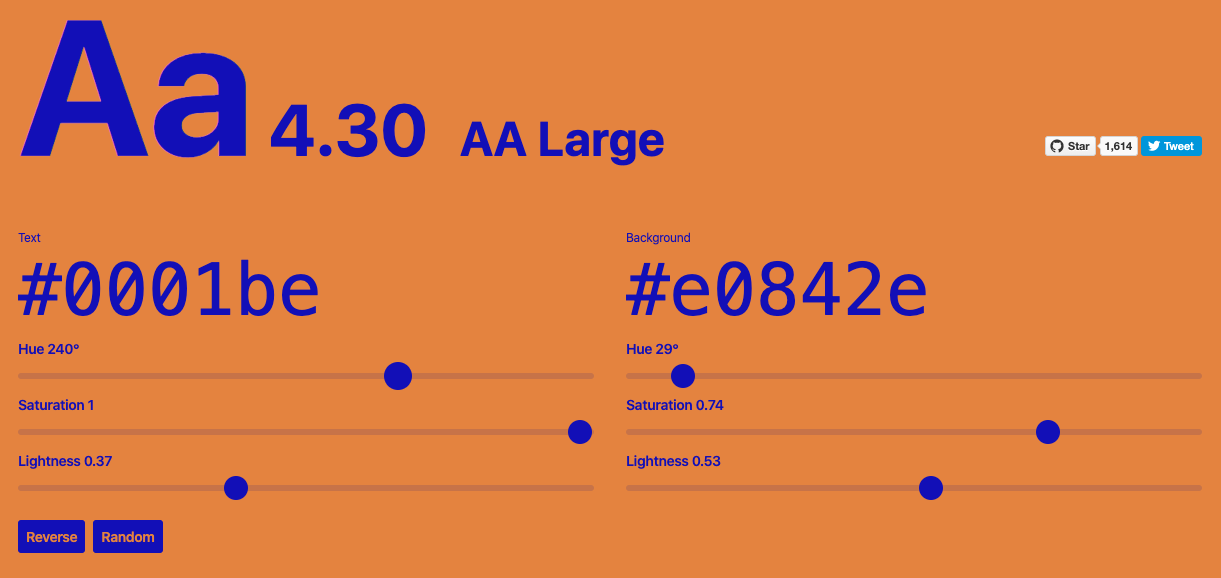 Aa 4.30 AA Large
Star 1,614 Tweet
Text
#0001be
Hue 240°
Saturation 1
Lightness 0.37
Reverse Random
Background
#e0842e
Hue 29°
Saturation 0.74
Lightness 0.53